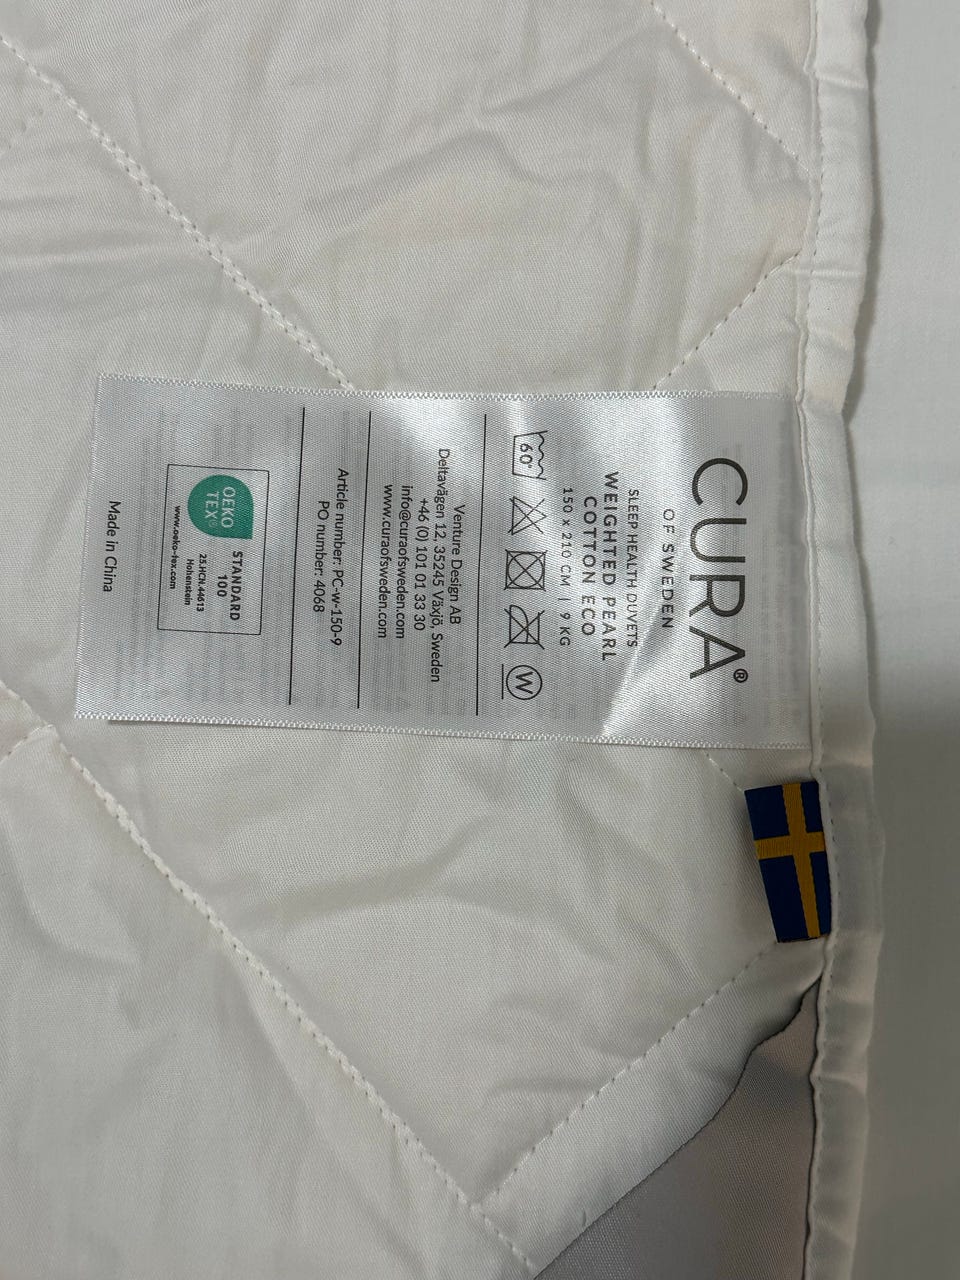 CURA®
OF SWEDEN
SLEEP HEALTH DUVETS
WEIGHTED PEARL
COTTON ECO
150 x 210 CM | 9 KG
60°
W
Venture Design AB
Deltavägen 12, 35245 Växjö, Sweden
+46 (0) 101 01 33 30
info@curaofsweden.com
www.curaofsweden.com
Article number: PC-w-150-9
PO number: 4068
OEKO
TEX®
STANDARD
100
25.HCN.44613
Hohenstein
www.oeko-tex.com
Made in China